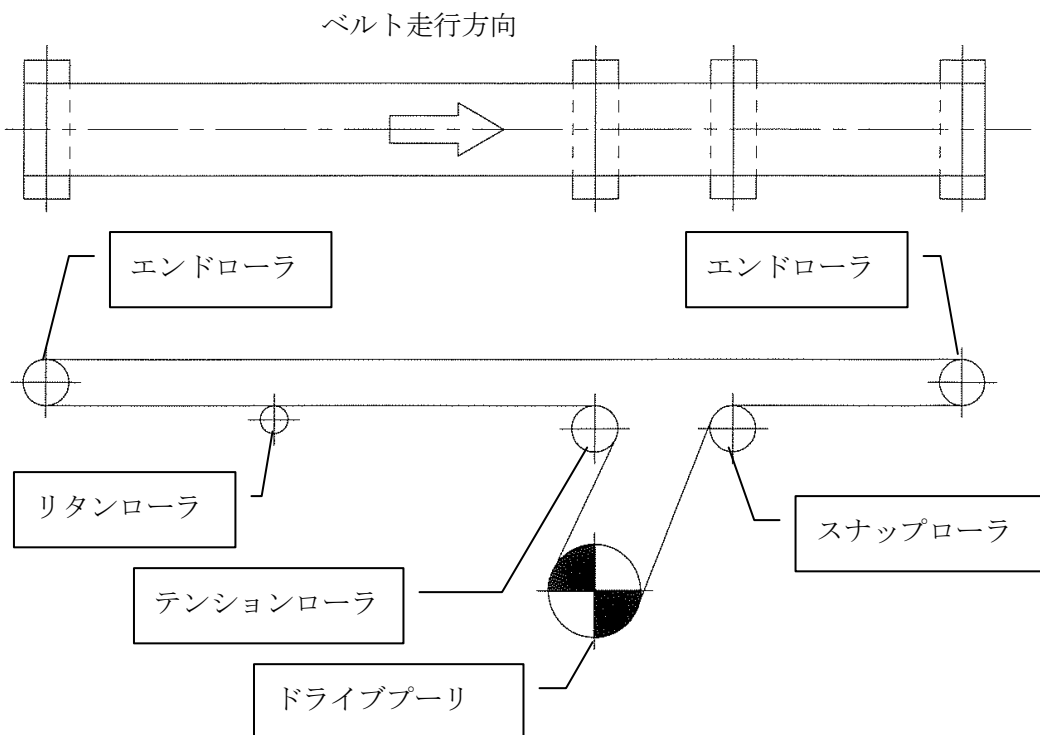 ベルト走行方向
エンドローラ
エンドローラ
リタンローラ
スナップローラ
テンションローラ
ドライブプーリ